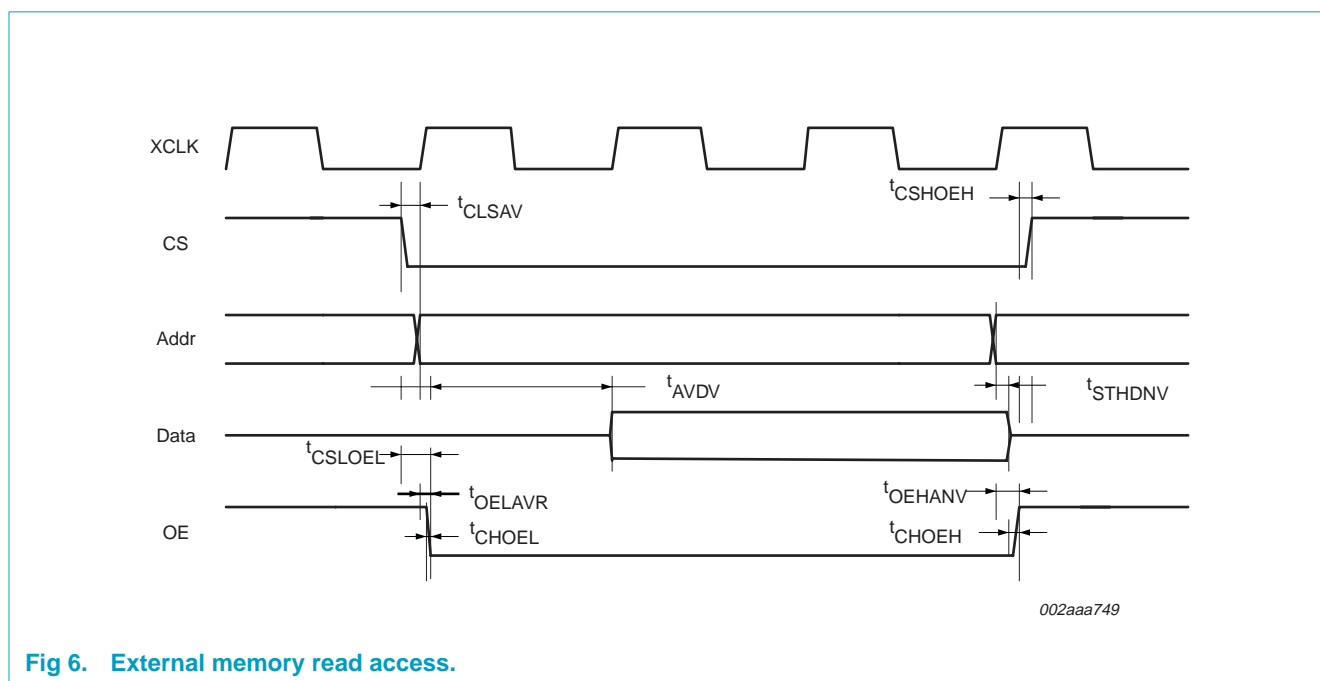 XCLK
tCLSAV
tCSHOEH
CS
Addr
tAVDV
tSTHDNV
Data
tCSLOEL
tOELAVR
tOEHANV
OE
tCHOEL
tCHOEH
002aaa749
Fig 6. External memory read access.